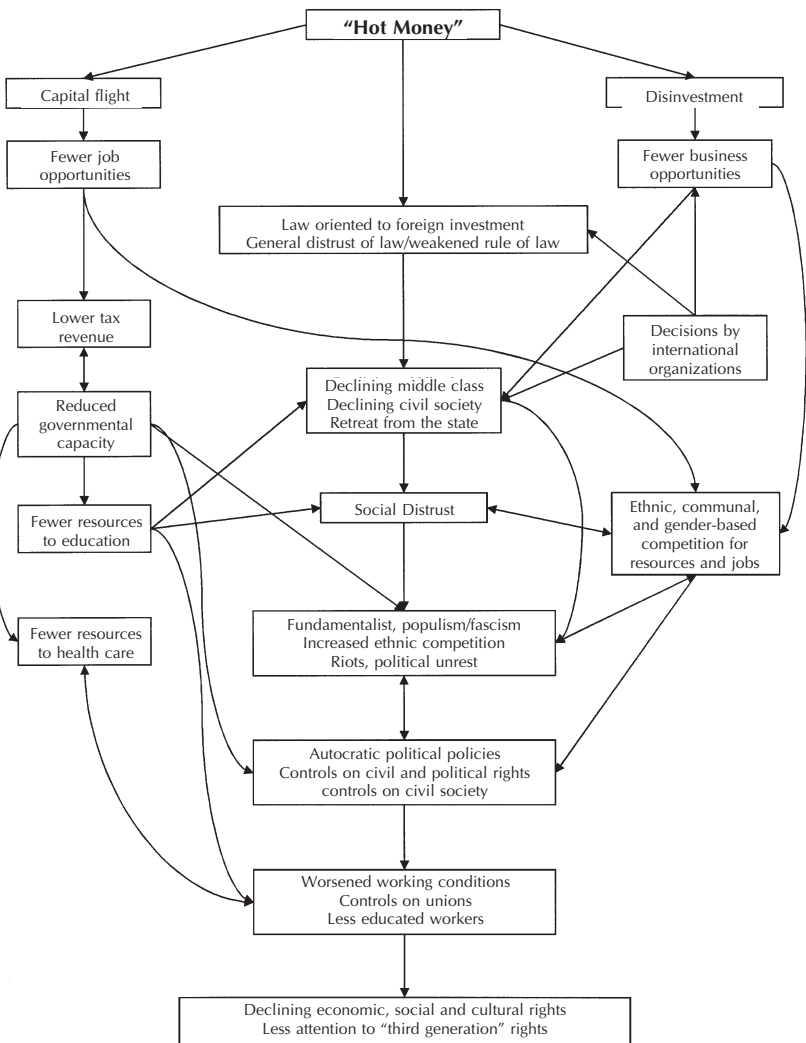 “Hot Money”
Capital flight
Disinvestment
Fewer job
opportunities
Fewer business
opportunities
Law oriented to foreign investment
General distrust of law/weakened rule of law
Lower tax
revenue
Decisions by
international
organizations
Declining middle class
Declining civil society
Retreat from the state
Reduced
governmental
capacity
Fewer resources
to education
Social Distrust
Ethnic, communal,
and gender-based
competition for
resources and jobs
Fewer resources
to health care
Fundamentalist, populism/fascism
Increased ethnic competition
Riots, political unrest
Autocratic political policies
Controls on civil and political rights
controls on civil society
Worsened working conditions
Controls on unions
Less educated workers
Declining economic, social and cultural rights
Less attention to “third generation” rights